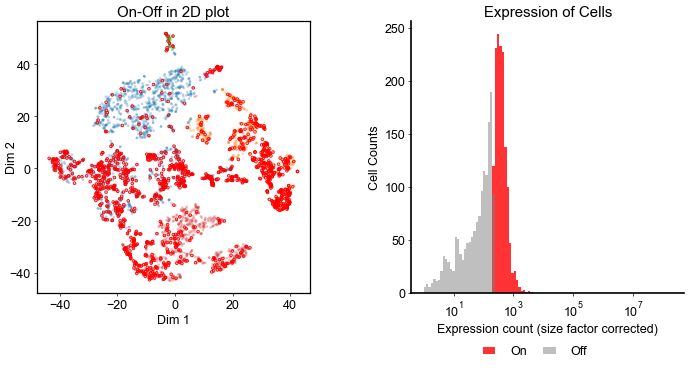 On-Off in 2D plot
Dim 2
40
20
0
−20
−40
−40 −20 0 20 40
Dim 1
Expression of Cells
Cell Counts
250
200
150
100
50
0
10^1 10^3 10^5 10^7
Expression count (size factor corrected)
On Off